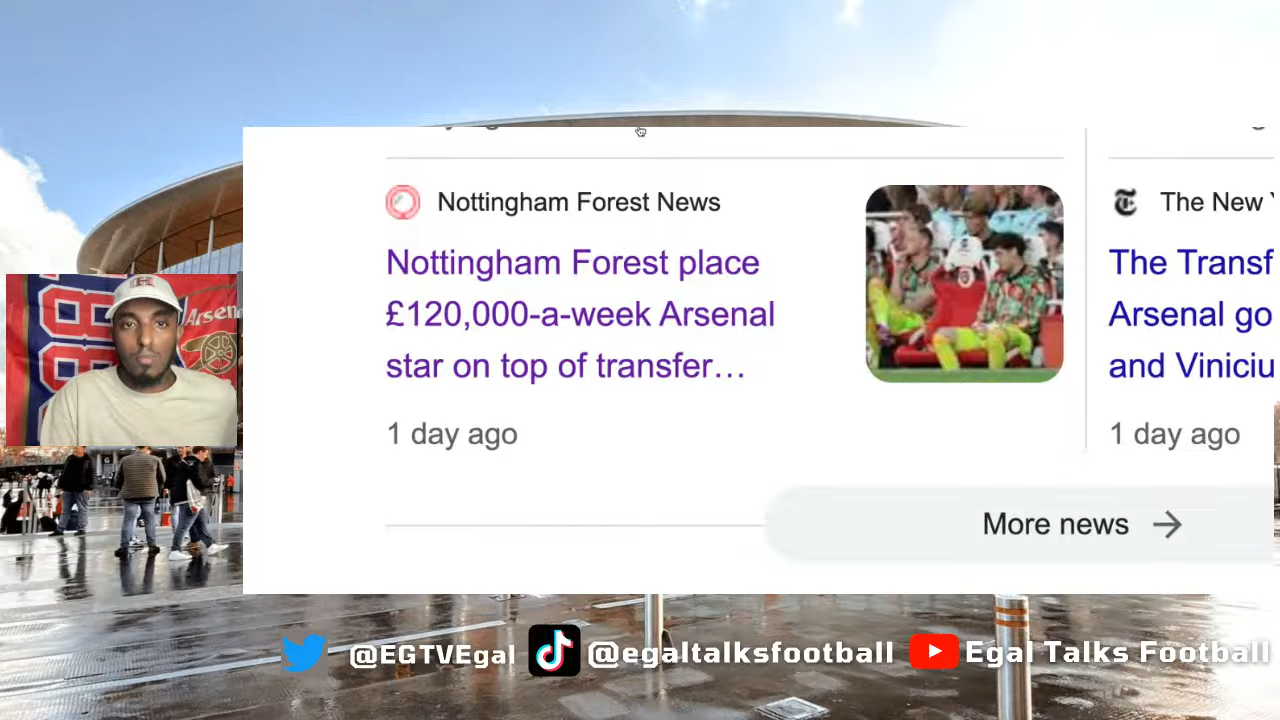 Nottingham Forest News
Nottingham Forest place
£120,000-a-week Arsenal
star on top of transfer…
1 day ago
The New
The Transf
Arsenal go
and Viniciu
1 day ago
More news
Arsenal
@EGTVEgal
@egaltalksfootball
Egal Talks Football